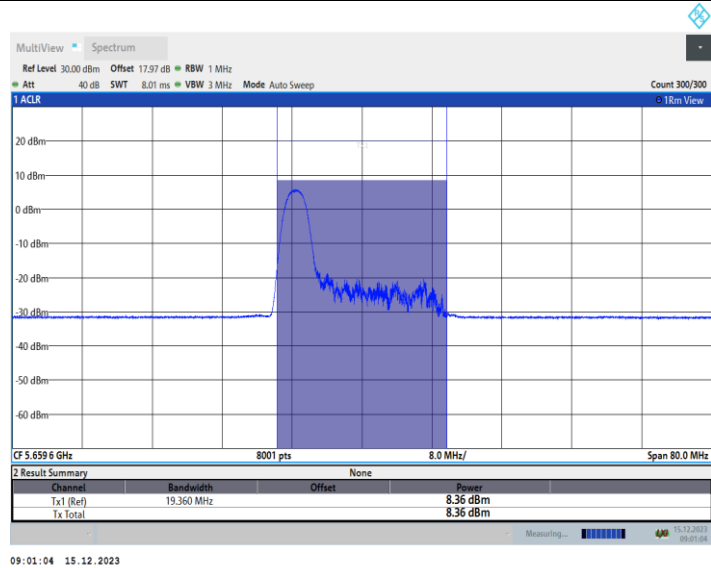 MultiView Spectrum
Ref Level 30.00 dBm Offset 17.97 dB RBW 1 MHz
Att 40 dB SWT 8.01 ms VBW 3 MHz Mode Auto Sweep Count 300/300
1 ACLR 1Rm View
20 dBm
10 dBm
0 dBm
-10 dBm
-20 dBm
-30 dBm
-40 dBm
-50 dBm
-60 dBm
CF 5.6596 GHz 8001 pts 8.0 MHz/ Span 80.0 MHz
2 Result Summary None
Channel Bandwidth Offset Power
Tx1 (Ref) 19.360 MHz 8.36 dBm
Tx Total 8.36 dBm
Measuring... 15.12.2023
09:01:04
09:01:04 15.12.2023